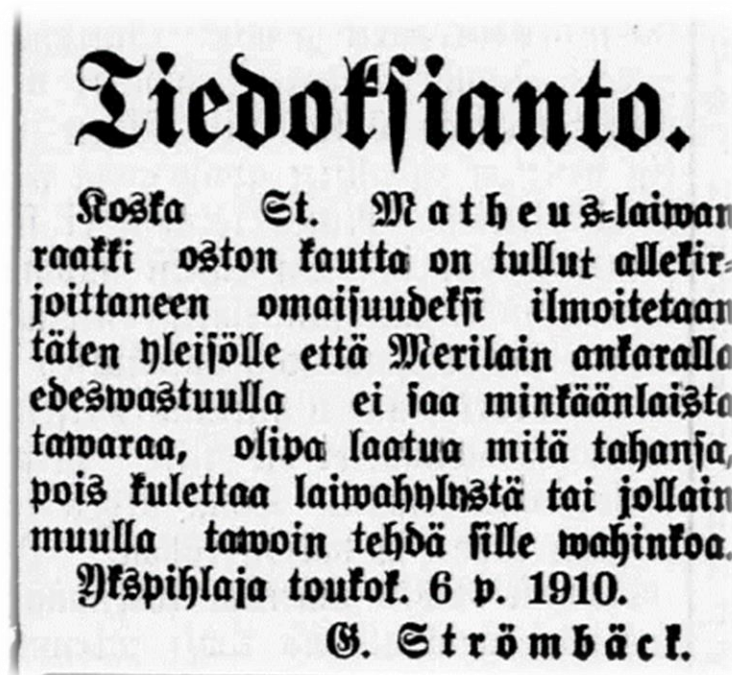 Tiedoksianto.
Koska St. Matheus-laiwan
raakki oston kautta on tullut allekir-
joittaneen omaisuudeksi ilmoitetaan
täten yleisölle että Merilain ankaralla
edeswastuulla ei saa minkäänlaista
tawaraa, olipa laatua mitä tahansa,
pois kulettaa laiwahylystä tai jollain
muulla tawoin tehdä sille wahinkoa.
Ykspihlaja toukok. 6 p. 1910.
G. Strömbäck.